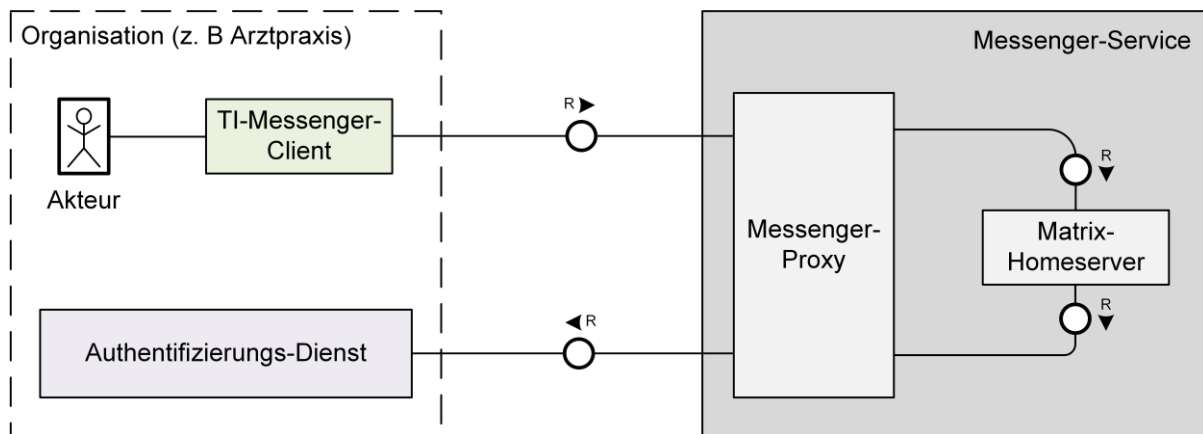 Organisation (z. B Arztpraxis)
Messenger-Service
TI-Messenger-
Client
Akteur
R
Messenger-
Proxy
R
Matrix-
Homeserver
R
Authentifizierungs-Dienst
R